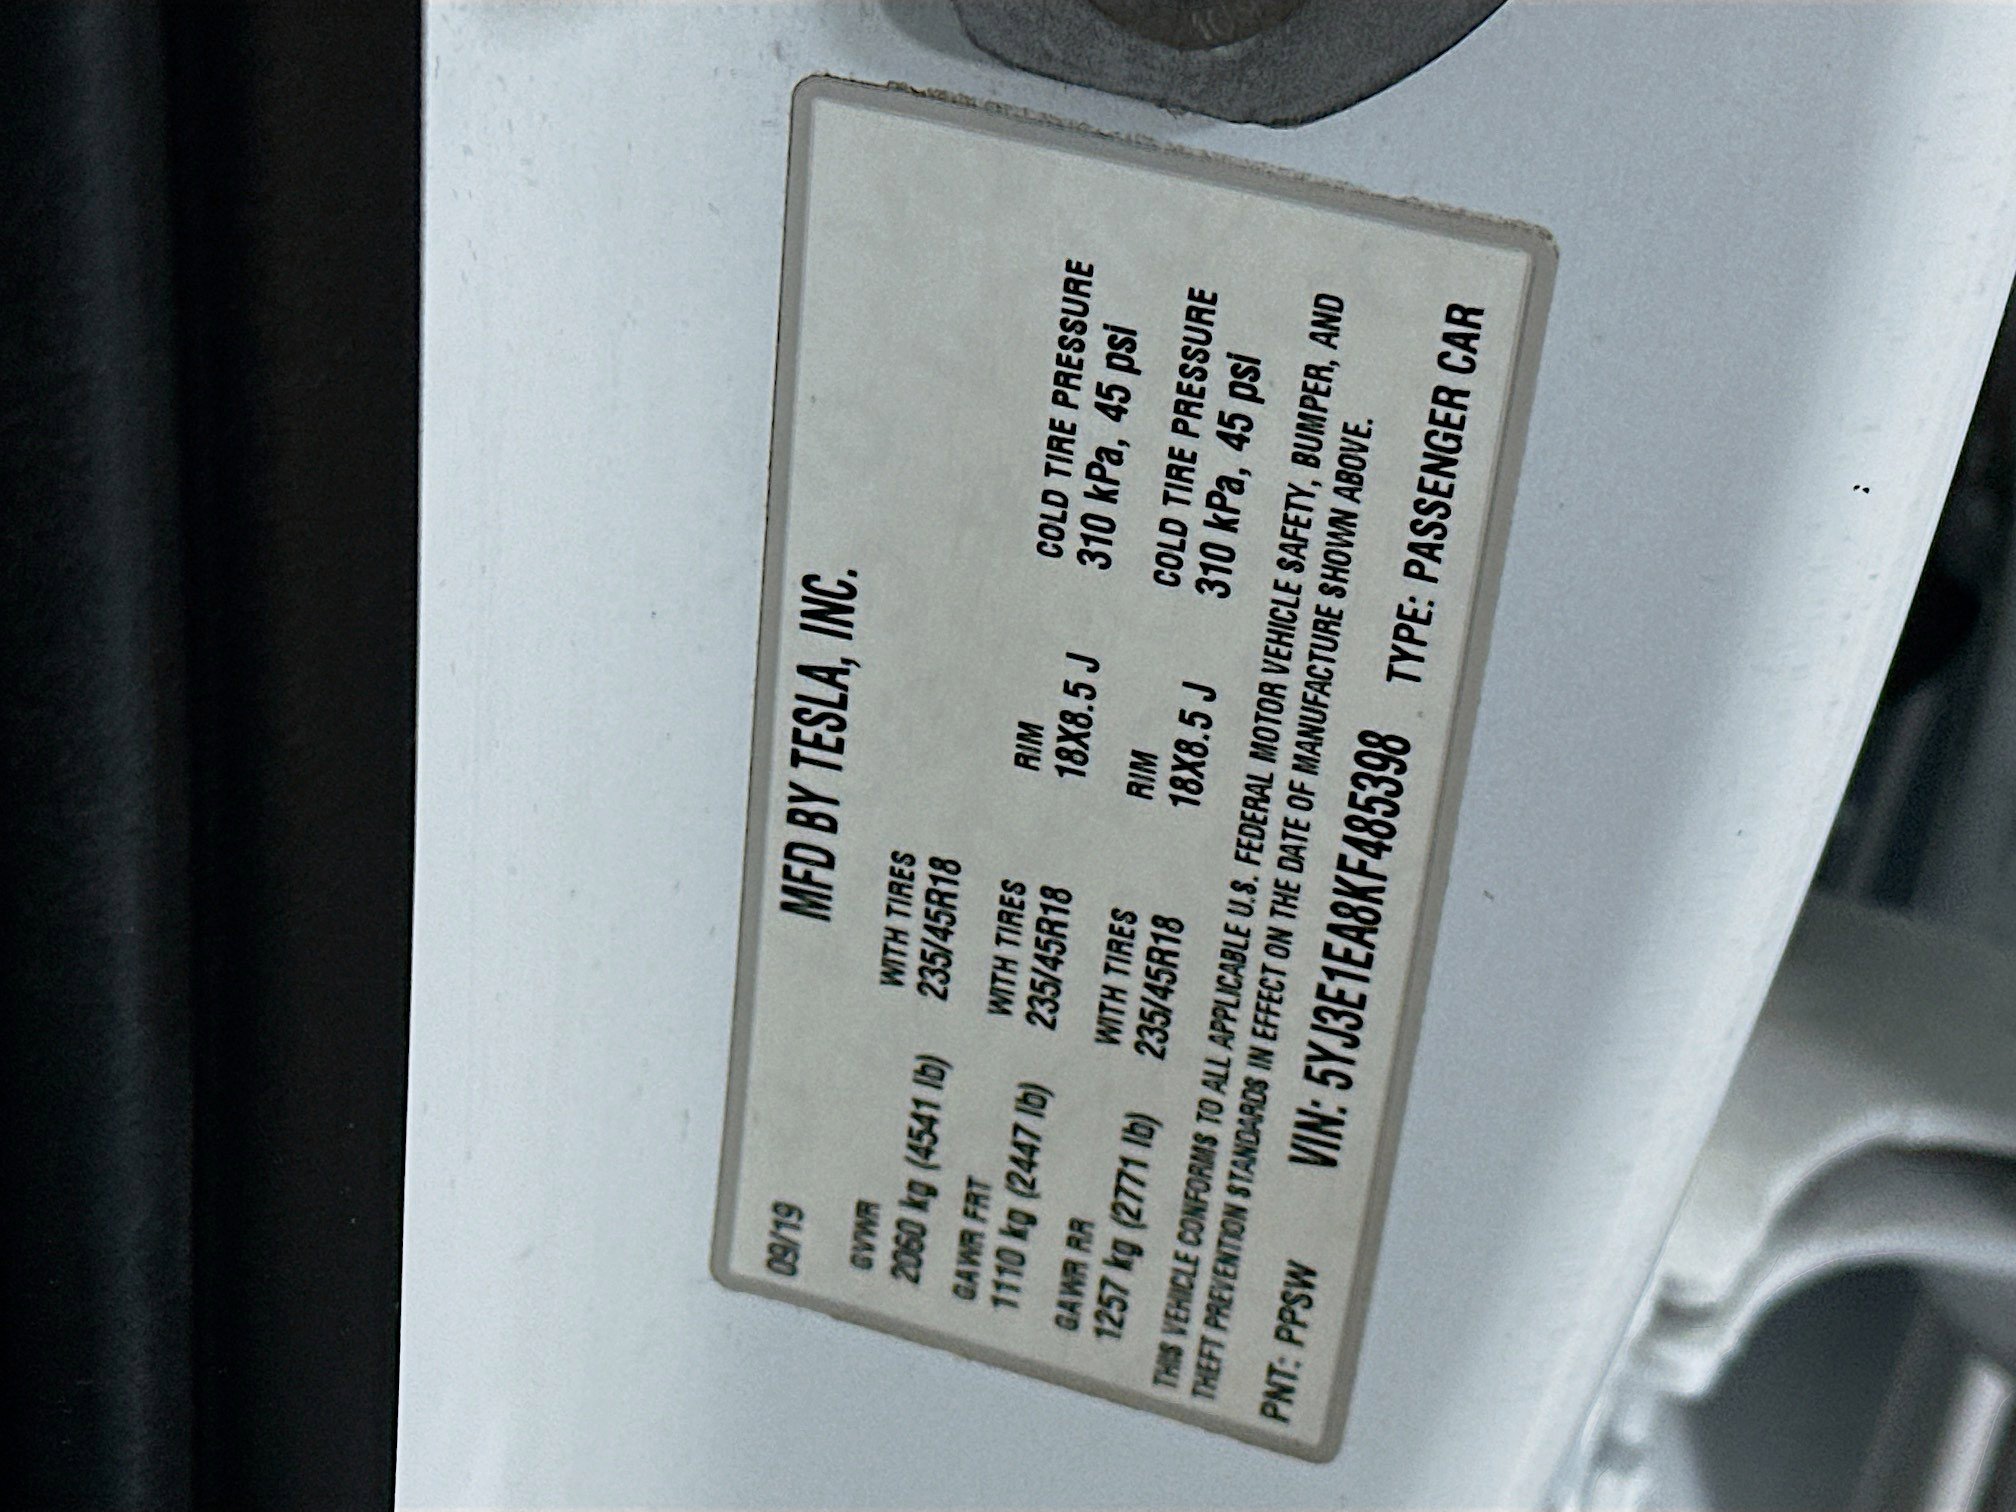 09/19 MFD BY TESLA, INC.
GVWR WITH TIRES
2060 kg (4541 lb) 235/45R18
GAWR FRT WITH TIRES RIM COLD TIRE PRESSURE
1110 kg (2447 lb) 235/45R18 18X8.5 J 310 kPa, 45 psi
GAWR RR WITH TIRES RIM COLD TIRE PRESSURE
1257 kg (2771 lb) 235/45R18 18X8.5 J 310 kPa, 45 psi
THIS VEHICLE CONFORMS TO ALL APPLICABLE U.S. FEDERAL MOTOR VEHICLE SAFETY, BUMPER, AND
THEFT PREVENTION STANDARDS IN EFFECT ON THE DATE OF MANUFACTURE SHOWN ABOVE.
PNT: PPSW VIN: 5YJ3E1EA8KF485398 TYPE: PASSENGER CAR